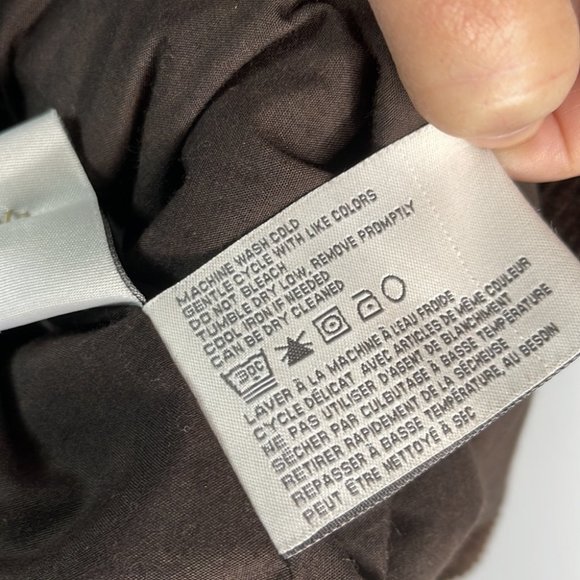 MACHINE WASH COLD
GENTLE CYCLE WITH LIKE COLORS
DO NOT BLEACH
TUMBLE DRY LOW, REMOVE PROMPTLY
COOL IRON IF NEEDED
CAN BE DRY CLEANED
30C
LAVER À LA MACHINE À L'EAU FROIDE
CYCLE DÉLICAT, AVEC ARTICLES DE MÊME COULEUR
NE PAS UTILISER D'AGENT DE BLANCHIMENT
SÉCHER PAR CULBUTAGE À BASSE TEMPÉRATURE
RETIRER RAPIDEMENT DE LA SÉCHEUSE
REPASSER À BASSE TEMPÉRATURE AU BESOIN
PEUT ÊTRE NETTOYÉ À SEC